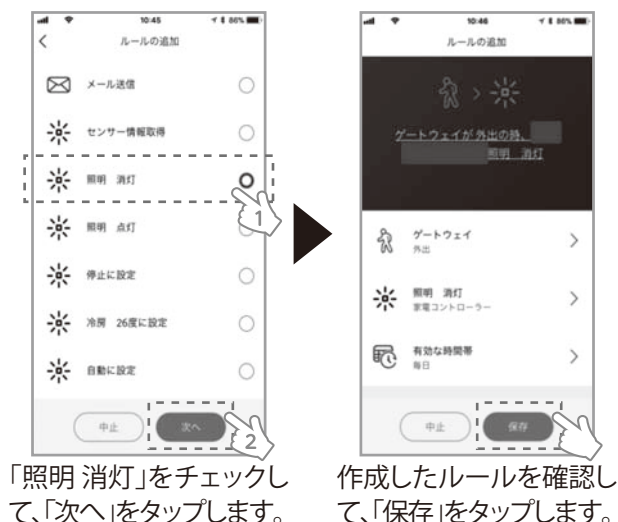 10:45
86%
ルールの追加
メール送信
センサー情報取得
照明 消灯
1
照明 点灯
停止に設定
冷房 26度に設定
自動に設定
中止
次へ
2
「照明 消灯」をチェックし
て、「次へ」をタップします。
10:46
86%
ルールの追加
ゲートウェイが 外出の時、
照明 消灯
ゲートウェイ
外出
照明 消灯
家電コントローラー
有効な時間帯
毎日
中止
保存
作成したルールを確認し
て、「保存」をタップします。